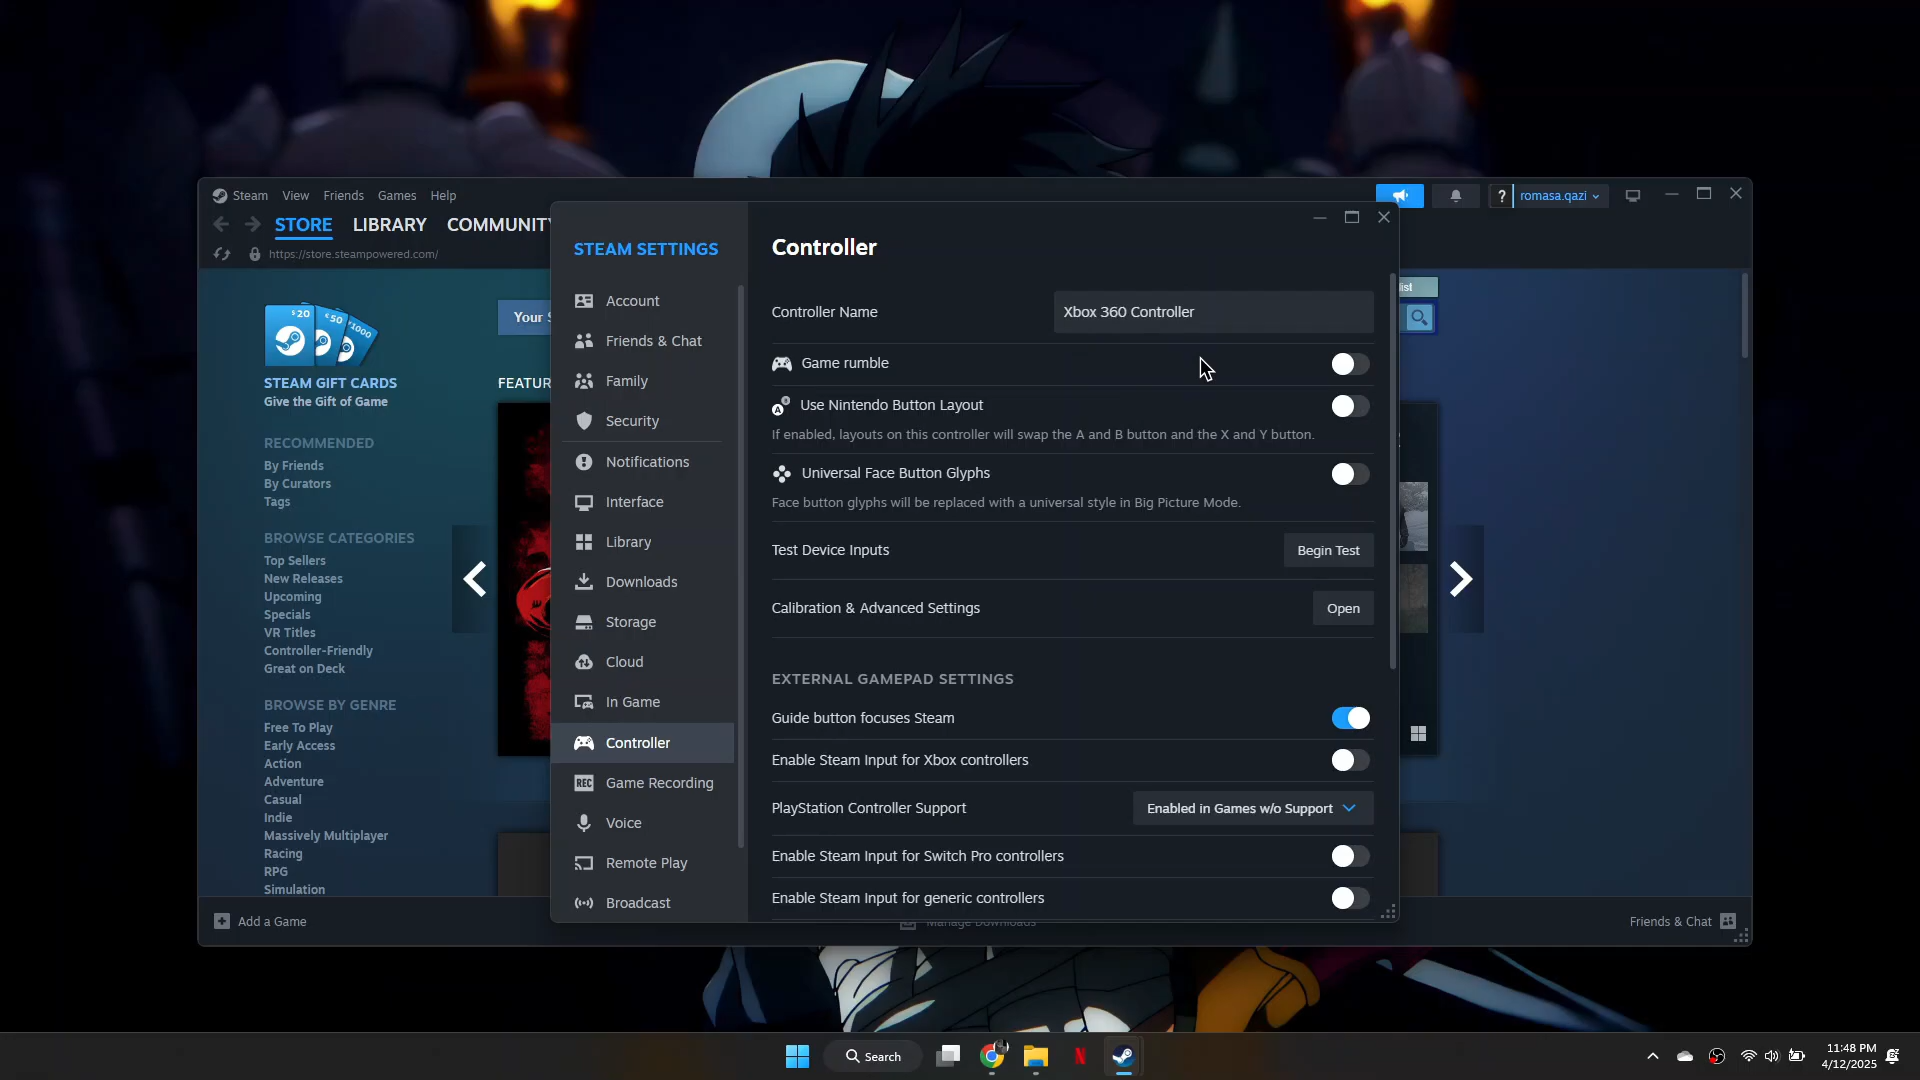 Steam View Friends Games Help
romasa.qazi
STORE LIBRARY COMMUNITY
https://store.steampowered.com/
$20 €50
STEAM GIFT CARDS
Give the Gift of Game
RECOMMENDED
By Friends
By Curators
Tags
BROWSE CATEGORIES
Top Sellers
New Releases
Upcoming
Specials
VR Titles
Controller-Friendly
Great on Deck
BROWSE BY GENRE
Free To Play
Early Access
Action
Adventure
Casual
Indie
Massively Multiplayer
Racing
RPG
Simulation
Your S
FEATUR
list
STEAM SETTINGS
Account
Friends & Chat
Family
Security
Notifications
Interface
Library
Downloads
Storage
Cloud
In Game
Controller
REC Game Recording
Voice
Remote Play
Broadcast
Controller
Controller Name Xbox 360 Controller
Game rumble
Use Nintendo Button Layout
If enabled, layouts on this controller will swap the A and B button and the X and Y button.
Universal Face Button Glyphs
Face button glyphs will be replaced with a universal style in Big Picture Mode.
Test Device Inputs Begin Test
Calibration & Advanced Settings Open
EXTERNAL GAMEPAD SETTINGS
Guide button focuses Steam
Enable Steam Input for Xbox controllers
PlayStation Controller Support Enabled in Games w/o Support
Enable Steam Input for Switch Pro controllers
Enable Steam Input for generic controllers
Add a Game Manage Downloads Friends & Chat
Search
11:48 PM
4/12/2025